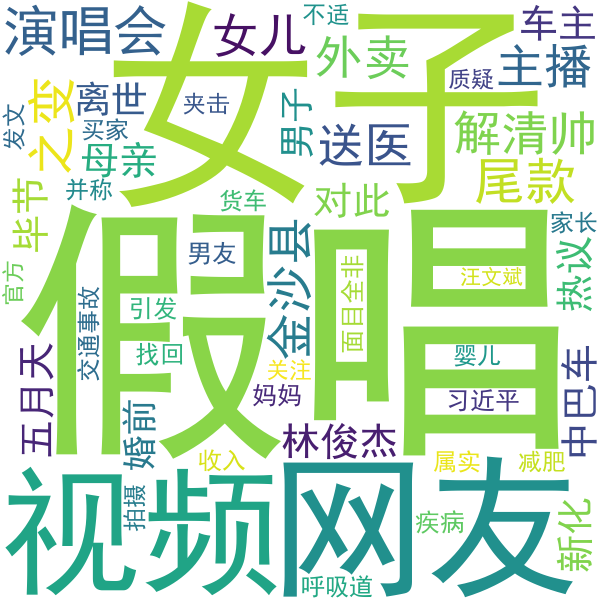 不适
车主
演唱会
女儿
外卖
女子
质疑
主播
离世
夹击
发文
之变
买家
男子
送医
解清帅
母亲
尾款
毕节
并称
货车
对此
家长
金沙县
男友
面目全非
汪文斌
热议
官方
交通事故
引发
假唱
找回
婴儿
五月天
关注
中巴车
妈妈
习近平
婚前
林俊杰
收入
属实
减肥
视频
网友
拍摄
疾病
新化
呼吸道